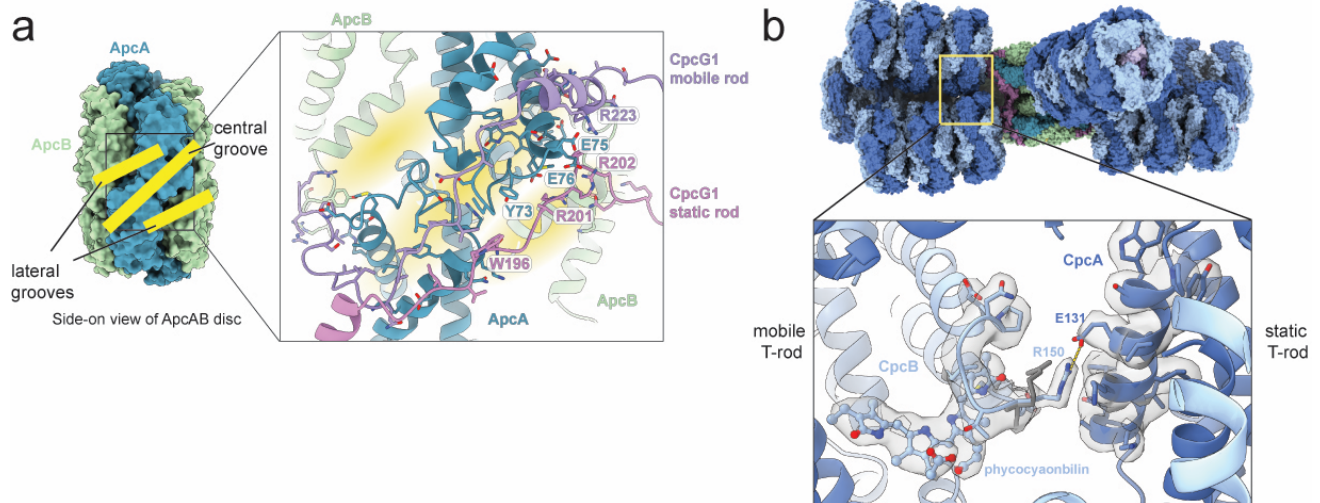 a
ApcA
ApcB
central
groove
lateral
grooves
Side-on view of ApcAB disc
ApcB
CpcG1
mobile rod
R223
E75
R202
E76
CpcG1
static rod
Y73
R201
W196
ApcB
ApcA
b
CpcA
mobile
T-rod
E131
static
T-rod
R150
CpcB
phycocyaonbilin